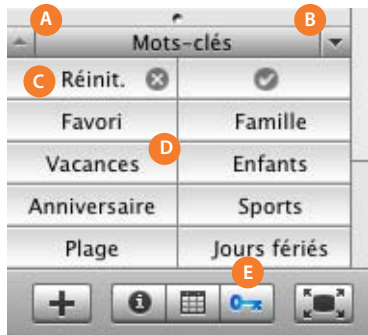 A B
Mots-clés
C Réinit.
Favori Famille
D
Vacances Enfants
Anniversaire Sports
Plage Jours fériés
E